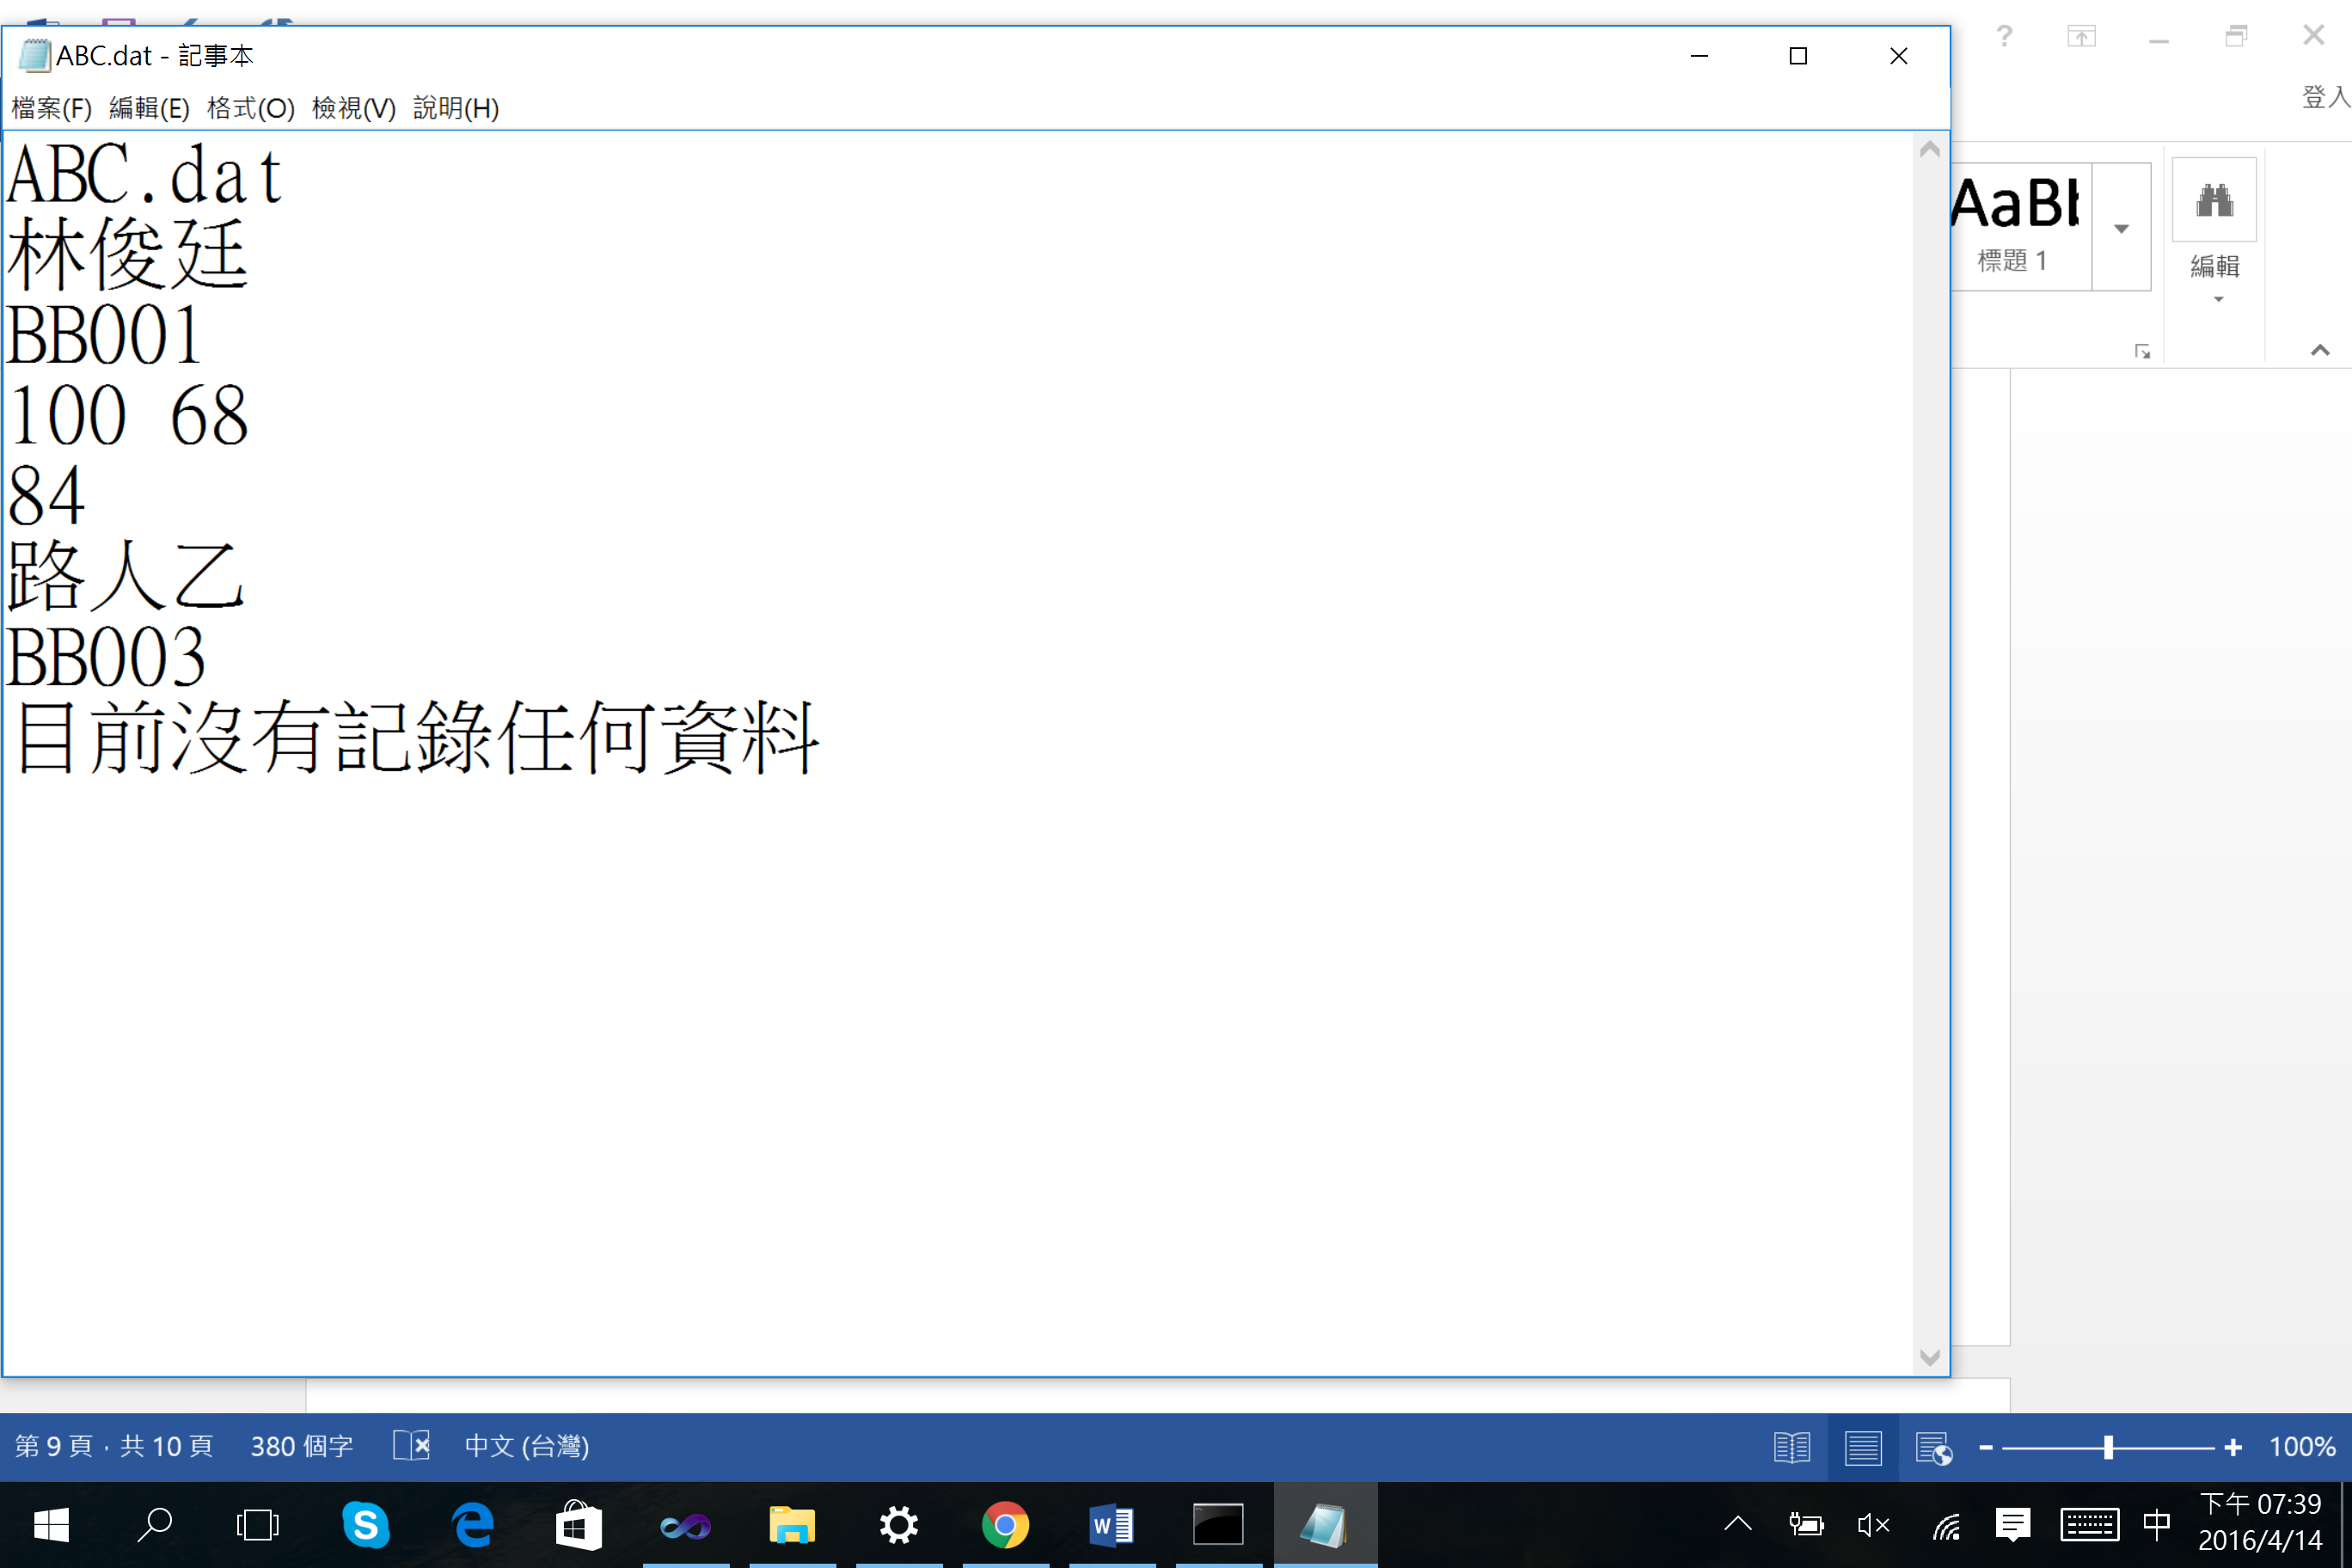 ABC.dat - 記事本
檔案(F) 編輯(E) 格式(O) 檢視(V) 說明(H)
ABC.dat
林俊廷
BB001
100 68
84
路人乙
BB003
目前沒有記錄任何資料
?
登入
AaBb
標題 1
編輯
第 9 頁，共 10 頁 380 個字 中文 (台灣)
100%
中
下午 07:39
2016/4/14